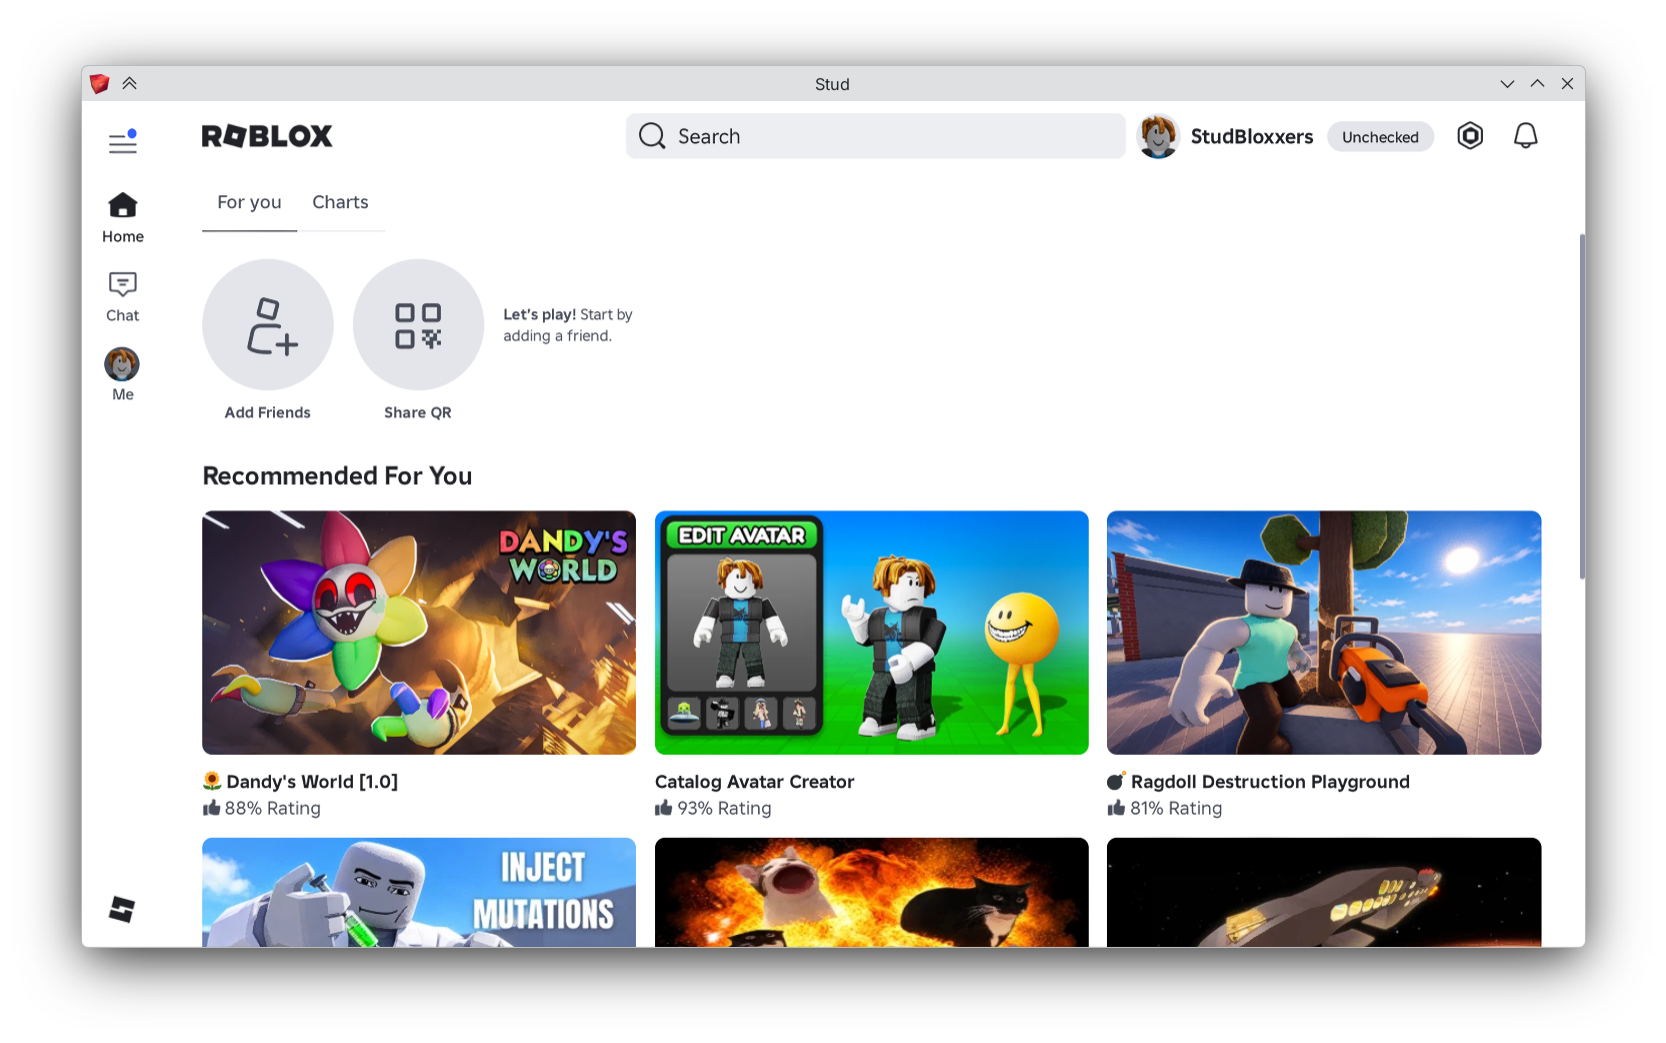 Stud
ROBLOX
Search
StudBloxxers
Unchecked
For you
Charts
Home
Chat
Me
Let's play! Start by
adding a friend.
Add Friends
Share QR
Recommended For You
DANDY'S
WORLD
EDIT AVATAR
🌻 Dandy's World [1.0]
88% Rating
Catalog Avatar Creator
93% Rating
💣 Ragdoll Destruction Playground
81% Rating
INJECT
MUTATIONS